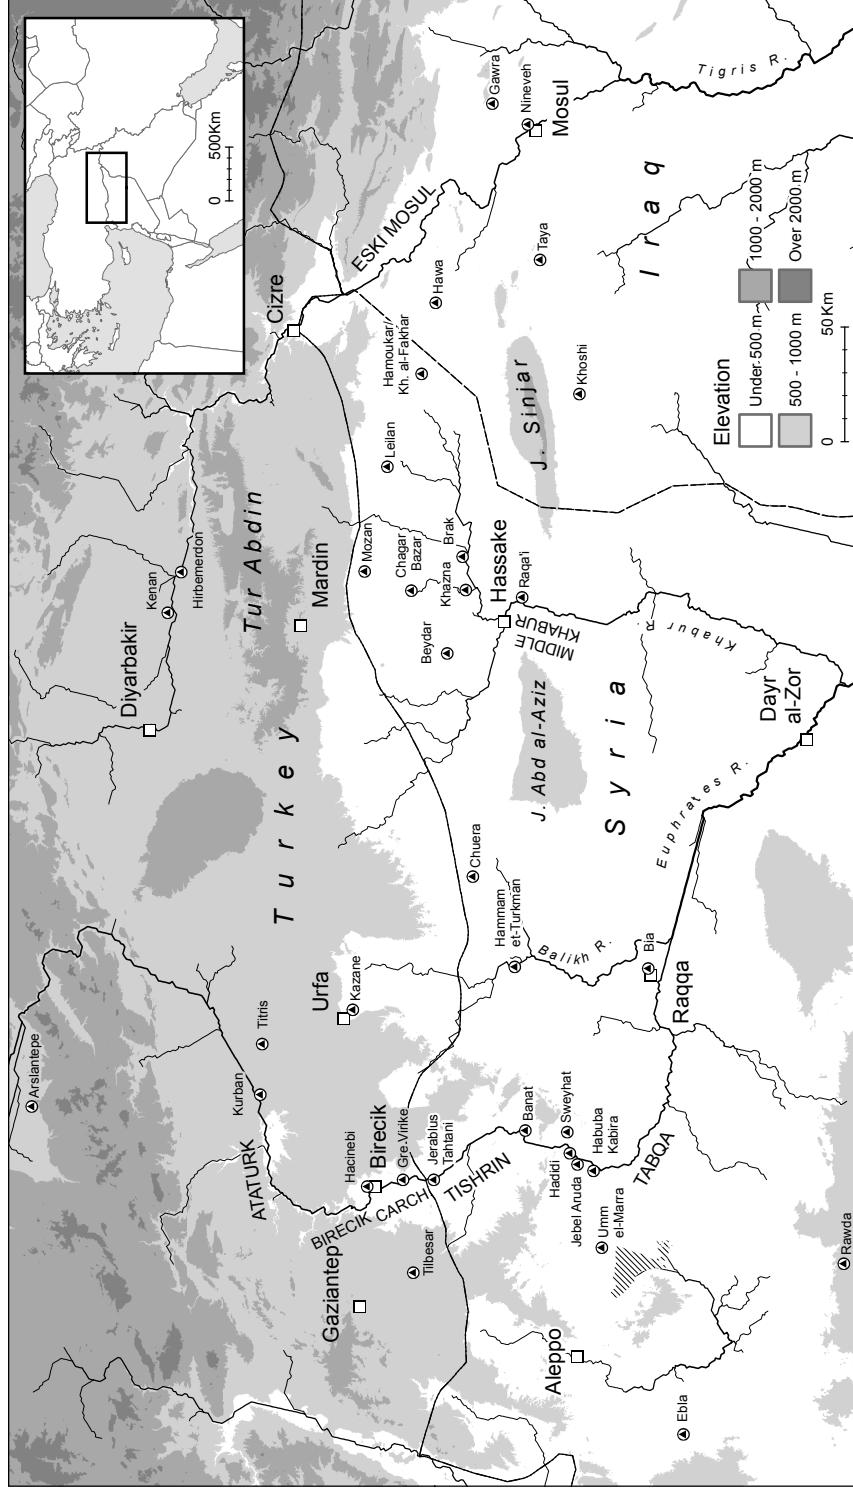 0
500Km
Arslantepe
Kurban
Titris
ATATURK
Hacinebi
Birecik
Gre Virike
Jerablus
Tahtani
BIRECIK
CARCH.
TISHRIN
Gaziantep
Tilbesar
Urfa
Kazane
Turkey
Diyarbakir
Kenan
Hirbemerdon
Tur Abdin
Mardin
Cizre
ESKI MOSUL
Gawra
Nineveh
Mosul
Tigris R.
Iraq
Hawa
Taya
Hamoukar/
Kh. al-Fakhar
Leilan
J. Sinjar
Khoshi
Mozan
Chagar
Bazar
Brak
Khazna
Beydar
Hassake
Raqa'i
MIDDLE
KHABUR
Khabur R.
J. Abd al-Aziz
Syria
Dayr
al-Zor
Euphrates R.
Chuera
Hammam
et-Turkman
Balikh R.
Bia
Raqqa
Banat
Sweyhat
Hadidi
Jebel Aruda
Habuba
Kabira
TABQA
Umm
el-Marra
Aleppo
Ebla
Rawda
Elevation
Under 500 m
500 - 1000 m
1000 - 2000 m
Over 2000 m
0
50Km